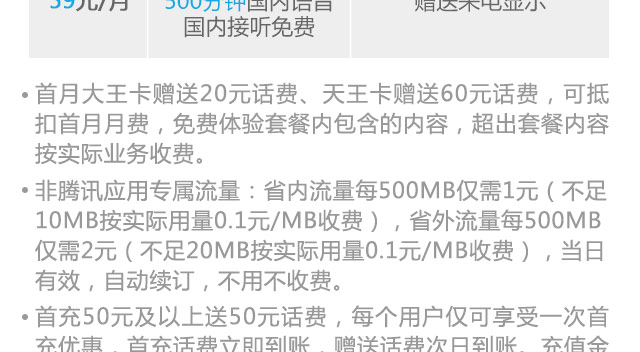 59元/月
500分钟国内语音
国内接听免费
赠送来电显示
• 首月大王卡赠送20元话费、天王卡赠送60元话费，可抵
扣首月月费，免费体验套餐内包含的内容，超出套餐内容
按实际业务收费。
• 非腾讯应用专属流量：省内流量每500MB仅需1元（不足
10MB按实际用量0.1元/MB收费），省外流量每500MB
仅需2元（不足20MB按实际用量0.1元/MB收费），当日
有效，自动续订，不用不收费。
• 首充50元及以上送50元话费，每个用户仅可享受一次首
充优惠，首充话费立即到账，赠送话费次日到账。充值金